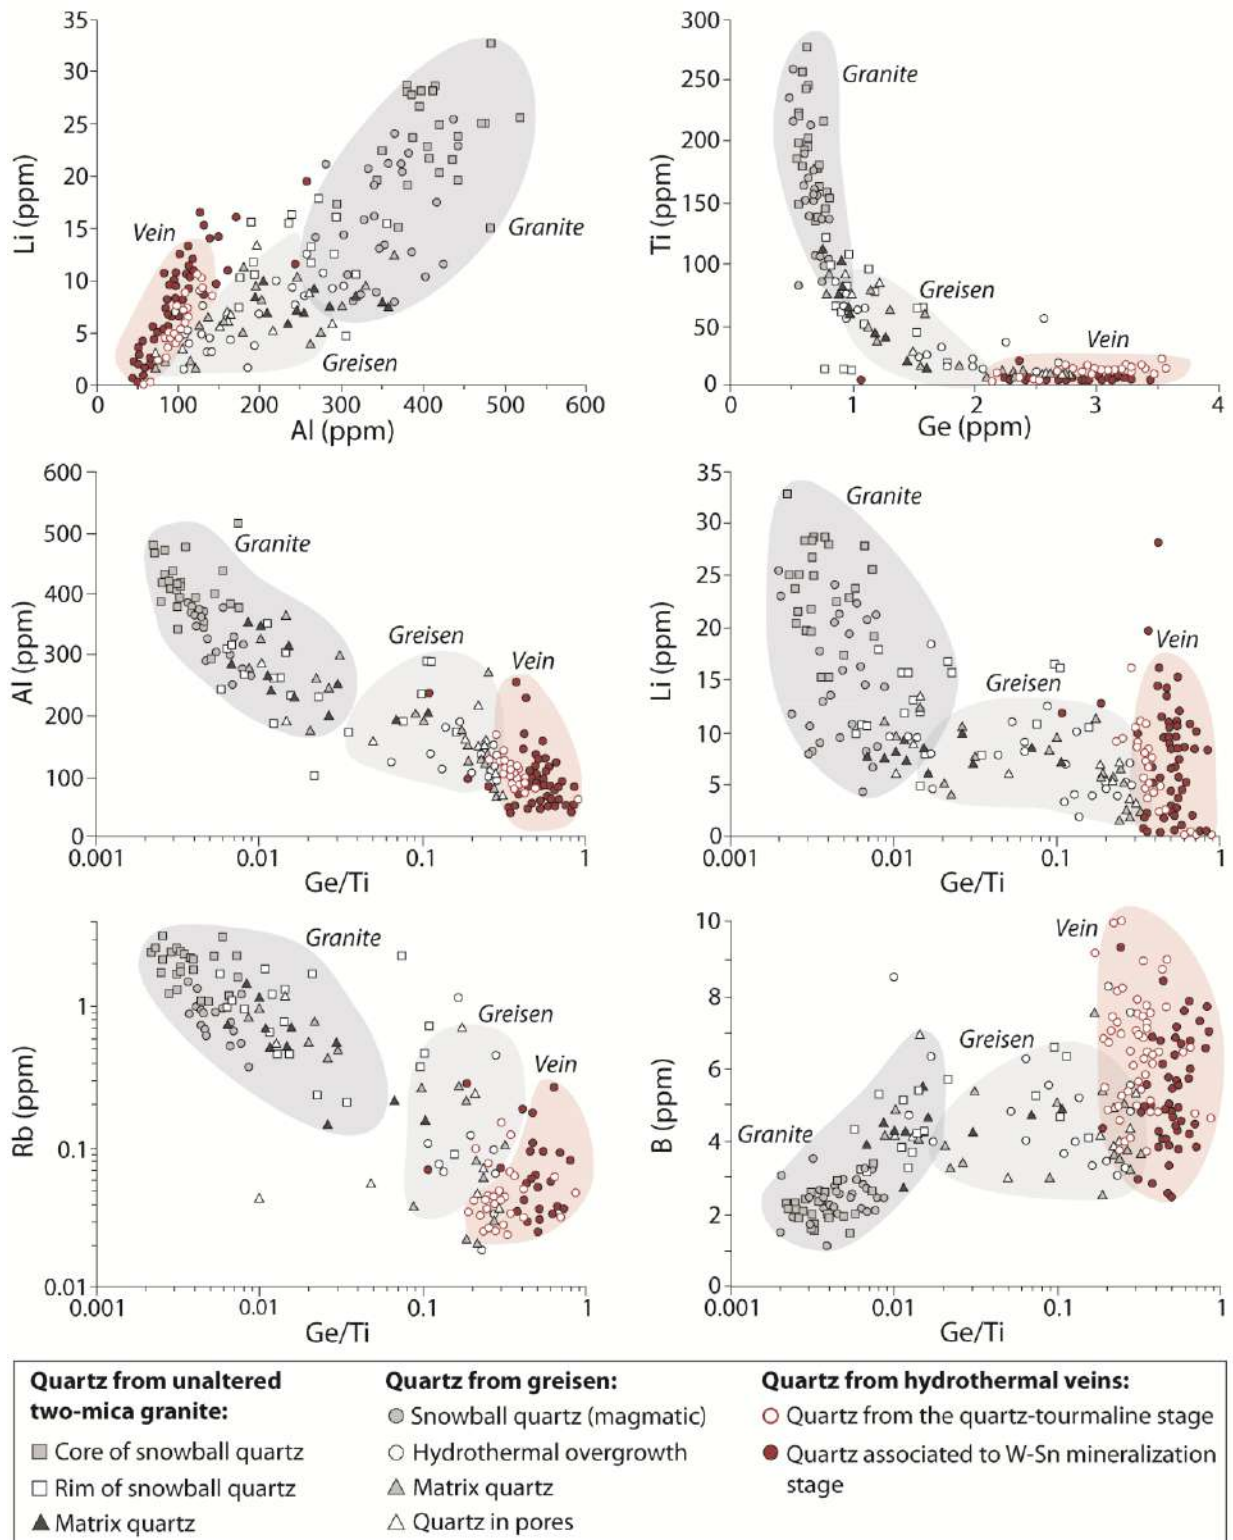 35
30
25
20
15
10
5
0
Li (ppm)
Vein
Granite
Greisen
0 100 200 300 400 500 600
Al (ppm)
300
250
200
150
100
50
0
Ti (ppm)
Granite
Greisen
Vein
0 1 2 3 4
Ge (ppm)
600
500
400
300
200
100
0
Al (ppm)
Granite
Greisen
Vein
0.001 0.01 0.1 1
Ge/Ti
35
30
25
20
15
10
5
0
Li (ppm)
Granite
Greisen
Vein
0.001 0.01 0.1 1
Ge/Ti
1
0.1
0.01
Rb (ppm)
Granite
Greisen
Vein
0.001 0.01 0.1 1
Ge/Ti
10
8
6
4
2
0
B (ppm)
Vein
Greisen
Granite
0.001 0.01 0.1 1
Ge/Ti
Quartz from unaltered
two-mica granite:
Core of snowball quartz
Rim of snowball quartz
Matrix quartz
Quartz from greisen:
Snowball quartz (magmatic)
Hydrothermal overgrowth
Matrix quartz
Quartz in pores
Quartz from hydrothermal veins:
Quartz from the quartz-tourmaline stage
Quartz associated to W-Sn mineralization
stage